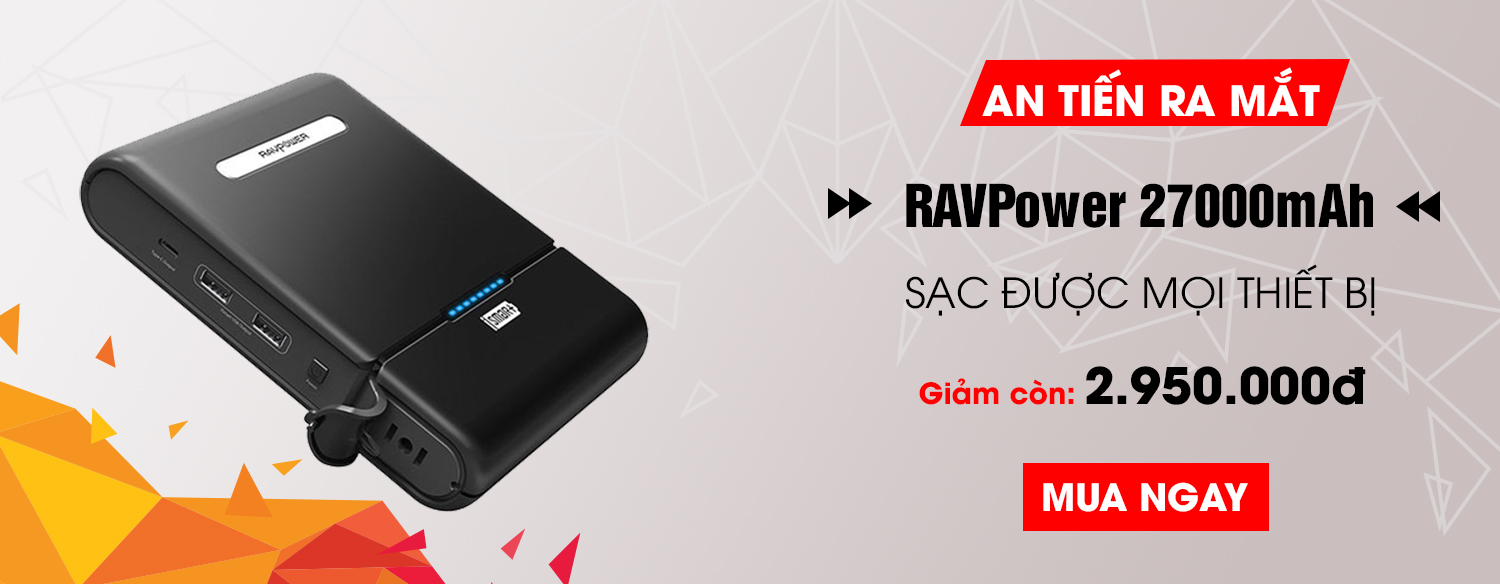 AN TIẾN RA MẮT
RAVPower 27000mAh
SẠC ĐƯỢC MỌI THIẾT BỊ
Giảm còn: 2.950.000đ
MUA NGAY
RAVPOWER
iSMART